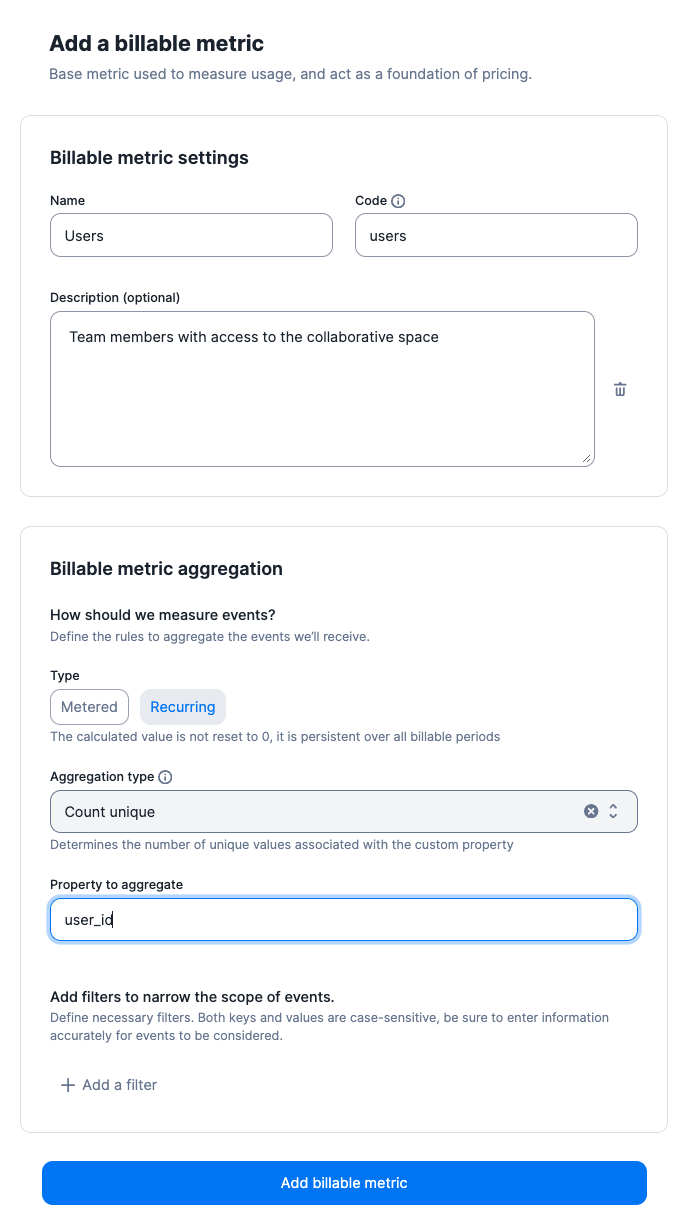 Add a billable metric
Base metric used to measure usage, and act as a foundation of pricing.
Billable metric settings
Name
Code
Users
users
Description (optional)
Team members with access to the collaborative space
Billable metric aggregation
How should we measure events?
Define the rules to aggregate the events we’ll receive.
Type
Metered
Recurring
The calculated value is not reset to 0, it is persistent over all billable periods
Aggregation type
Count unique
Determines the number of unique values associated with the custom property
Property to aggregate
user_id
Add filters to narrow the scope of events.
Define necessary filters. Both keys and values are case-sensitive, be sure to enter information
accurately for events to be considered.
Add a filter
Add billable metric